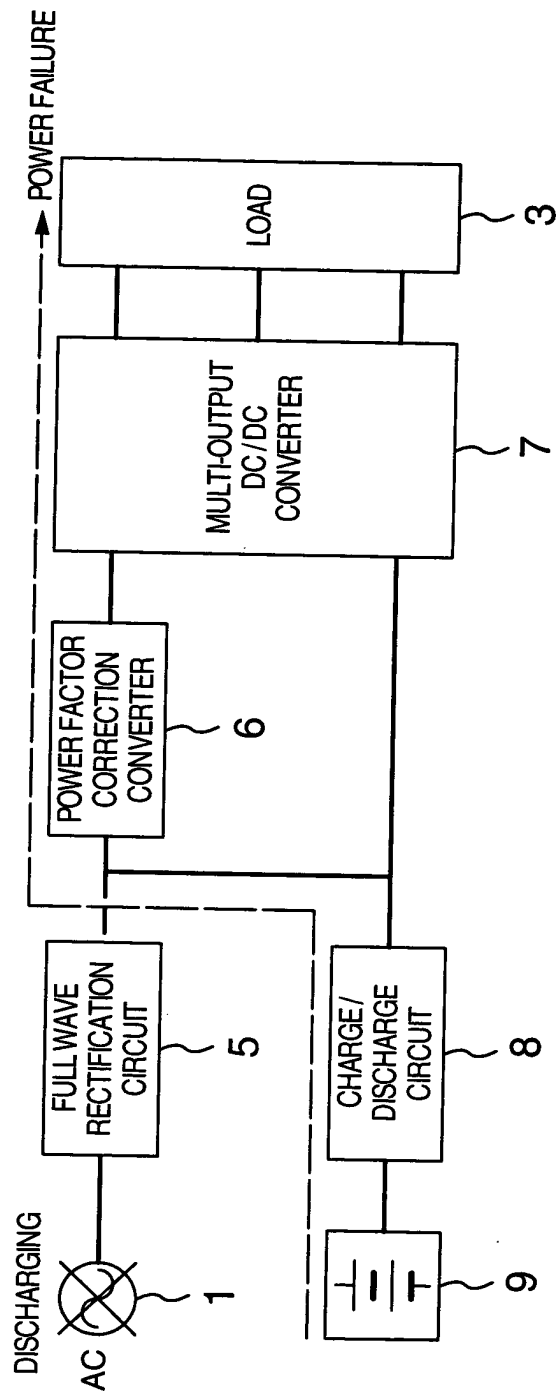 DISCHARGING
POWER FAILURE
AC
1
FULL WAVE
RECTIFICATION
CIRCUIT
5
POWER FACTOR
CORRECTION
CONVERTER
6
MULTI-OUTPUT
DC/DC
CONVERTER
7
LOAD
3
CHARGE/
DISCHARGE
CIRCUIT
8
9